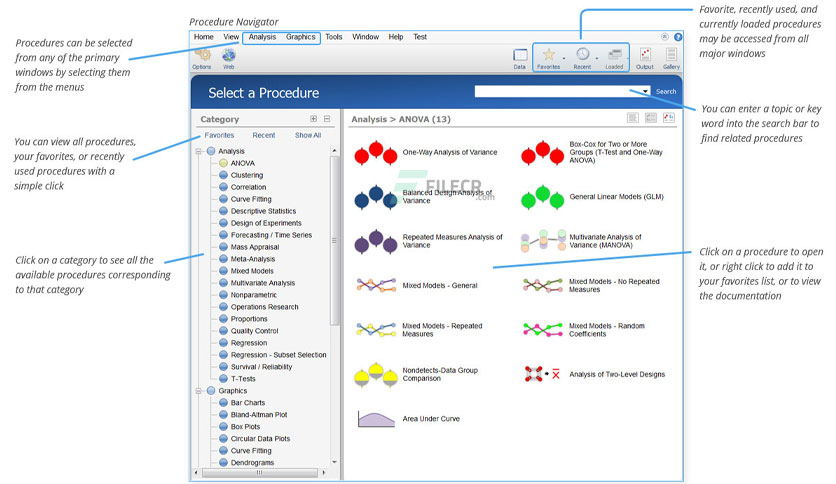 Procedure Navigator
Procedures can be selected
from any of the primary
windows by selecting them
from the menus
Favorite, recently used, and
currently loaded procedures
may be accessed from all
major windows
Home View Analysis Graphics Tools Window Help Test
Options Web Data Favorites Recent Loaded Output Gallery
Select a Procedure
Search
You can enter a topic or key
word into the search bar to
find related procedures
You can view all procedures,
your favorites, or recently
used procedures with a
simple click
Click on a category to see all the
available procedures corresponding
to that category
Category
Favorites Recent Show All
Analysis
ANOVA
Clustering
Correlation
Curve Fitting
Descriptive Statistics
Design of Experiments
Forecasting / Time Series
Mass Appraisal
Meta-Analysis
Mixed Models
Multivariate Analysis
Nonparametric
Operations Research
Proportions
Quality Control
Regression
Regression - Subset Selection
Survival / Reliability
T-Tests
Graphics
Bar Charts
Bland-Altman Plot
Box Plots
Circular Data Plots
Curve Fitting
Dendrograms
Analysis > ANOVA (13)
One-Way Analysis of Variance
Box-Cox for Two or More
Groups (T-Test and One-Way
ANOVA)
FILECR
.com
Balanced Design Analysis of
Variance
General Linear Models (GLM)
Repeated Measures Analysis of
Variance
Multivariate Analysis of
Variance (MANOVA)
Mixed Models - General
Mixed Models - No Repeated
Measures
Mixed Models - Repeated
Measures
Mixed Models - Random
Coefficients
Nondetects-Data Group
Comparison
Analysis of Two-Level Designs
Area Under Curve
Click on a procedure to open
it, or right click to add it to
your favorites list, or to view
the documentation